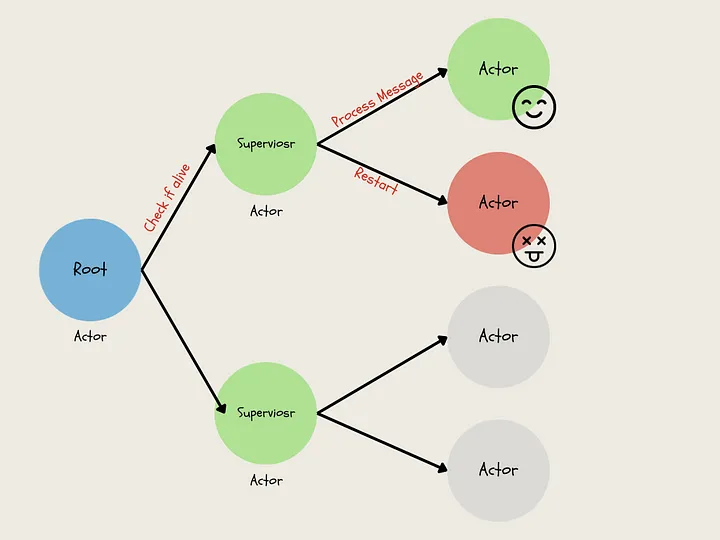 Actor
Process Message
Superviosr
Actor
Restart
Actor
Check if alive
Root
Actor
Actor
Superviosr
Actor
Actor